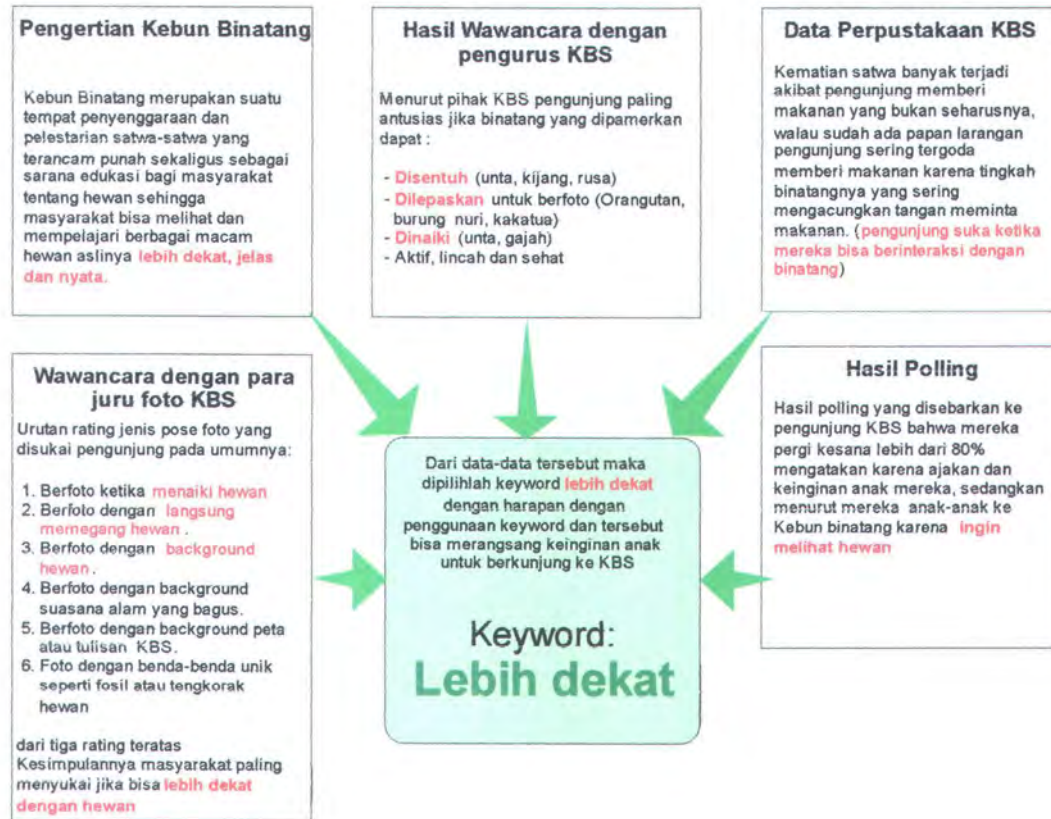 Pengertian Kebun Binatang
Kebun Binatang merupakan suatu
tempat penyenggaraan dan
pelestarian satwa-satwa yang
terancam punah sekaligus sebagai
sarana edukasi bagi masyarakat
tentang hewan sehingga
masyarakat bisa melihat dan
mempelajari berbagai macam
hewan aslinya lebih dekat, jelas
dan nyata.
Hasil Wawancara dengan
pengurus KBS
Menurut pihak KBS pengunjung paling
antusias jika binatang yang dipamerkan
dapat :
- Disentuh (unta, kijang, rusa)
- Dilepaskan untuk berfoto (Orangutan,
burung nuri, kakatua)
- Dinaiki (unta, gajah)
- Aktif, lincah dan sehat
Data Perpustakaan KBS
Kematian satwa banyak terjadi
akibat pengunjung memberi
makanan yang bukan seharusnya,
walau sudah ada papan larangan
pengunjung sering tergoda
memberi makanan karena tingkah
binatangnya yang sering
mengacungkan tangan meminta
makanan. (pengunjung suka ketika
mereka bisa berinteraksi dengan
binatang)
Wawancara dengan para
juru foto KBS
Urutan rating jenis pose foto yang
disukai pengunjung pada umumnya:
1. Berfoto ketika menaiki hewan
2. Berfoto dengan langsung
memegang hewan .
3. Berfoto dengan background
hewan .
4. Berfoto dengan background
suasana alam yang bagus.
5. Berfoto dengan background peta
atau tulisan KBS.
6. Foto dengan benda-benda unik
seperti fosil atau tengkorak
hewan
dari tiga rating teratas
Kesimpulannya masyarakat paling
menyukai jika bisa lebih dekat
dengan hewan
Dari data-data tersebut maka
dipilihlah keyword lebih dekat
dengan harapan dengan
penggunaan keyword dan tersebut
bisa merangsang keinginan anak
untuk berkunjung ke KBS
Keyword:
Lebih dekat
Hasil Polling
Hasil polling yang disebarkan ke
pengunjung KBS bahwa mereka
pergi kesana lebih dari 80%
mengatakan karena ajakan dan
keinginan anak mereka, sedangkan
menurut mereka anak-anak ke
Kebun binatang karena ingin
melihat hewan